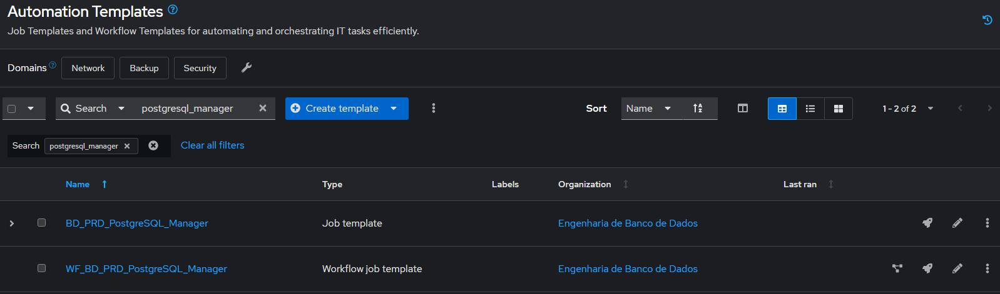 Automation Templates
Job Templates and Workflow Templates for automating and orchestrating IT tasks efficiently.
Domains Network Backup Security
Search postgresql_manager Create template Sort Name 1 - 2 of 2
Search postgresql_manager Clear all filters
Name Type Labels Organization Last ran
BD_PRD_PostgreSQL_Manager Job template Engenharia de Banco de Dados
WF_BD_PRD_PostgreSQL_Manager Workflow job template Engenharia de Banco de Dados